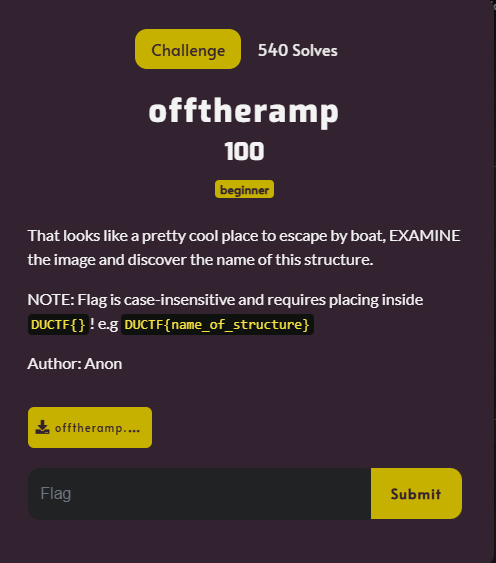 Challenge 540 Solves
offtheramp
100
beginner
That looks like a pretty cool place to escape by boat, EXAMINE
the image and discover the name of this structure.
NOTE: Flag is case-insensitive and requires placing inside
DUCTF{}! e.g DUCTF{name_of_structure}
Author: Anon
offtheramp....
Flag
Submit